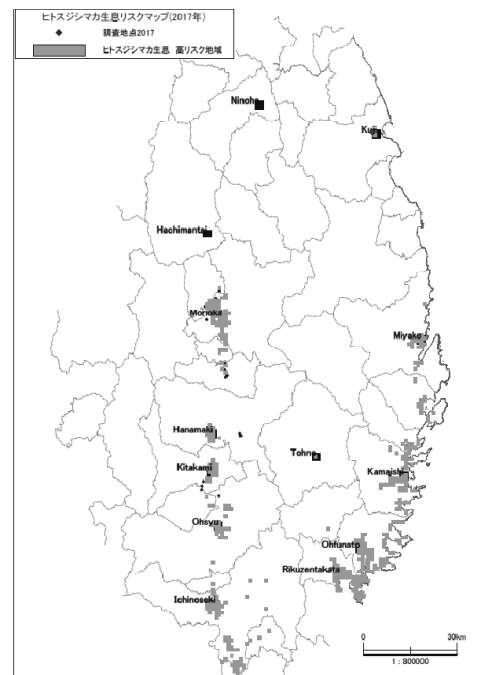 ヒトスジシマカ生息リスクマップ(2017年)
調査地点2017
ヒトスジシマカ生息 高リスク地域
Ninohe
Kuji
Hachimantai
Morioka
Miyako
Hanamaki
Tohno
Kitakami
Kamaishi
Ohsyu
Ohfunato
Rikuzentakata
Ichinoseki
0 30km
1:800000